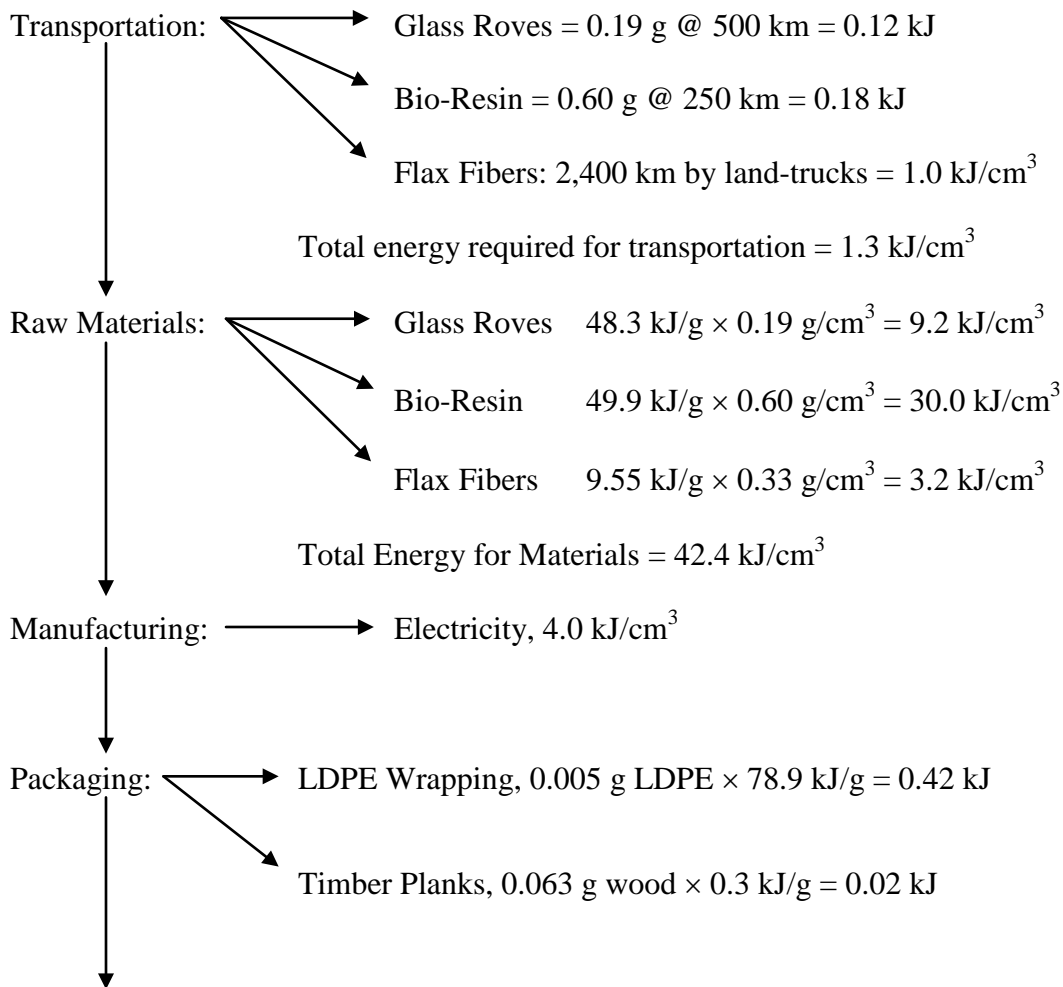 Transportation: Glass Roves = 0.19 g @ 500 km = 0.12 kJ
Bio-Resin = 0.60 g @ 250 km = 0.18 kJ
Flax Fibers: 2,400 km by land-trucks = 1.0 kJ/cm³
Total energy required for transportation = 1.3 kJ/cm³
Raw Materials: Glass Roves 48.3 kJ/g × 0.19 g/cm³ = 9.2 kJ/cm³
Bio-Resin 49.9 kJ/g × 0.60 g/cm³ = 30.0 kJ/cm³
Flax Fibers 9.55 kJ/g × 0.33 g/cm³ = 3.2 kJ/cm³
Total Energy for Materials = 42.4 kJ/cm³
Manufacturing: Electricity, 4.0 kJ/cm³
Packaging: LDPE Wrapping, 0.005 g LDPE × 78.9 kJ/g = 0.42 kJ
Timber Planks, 0.063 g wood × 0.3 kJ/g = 0.02 kJ